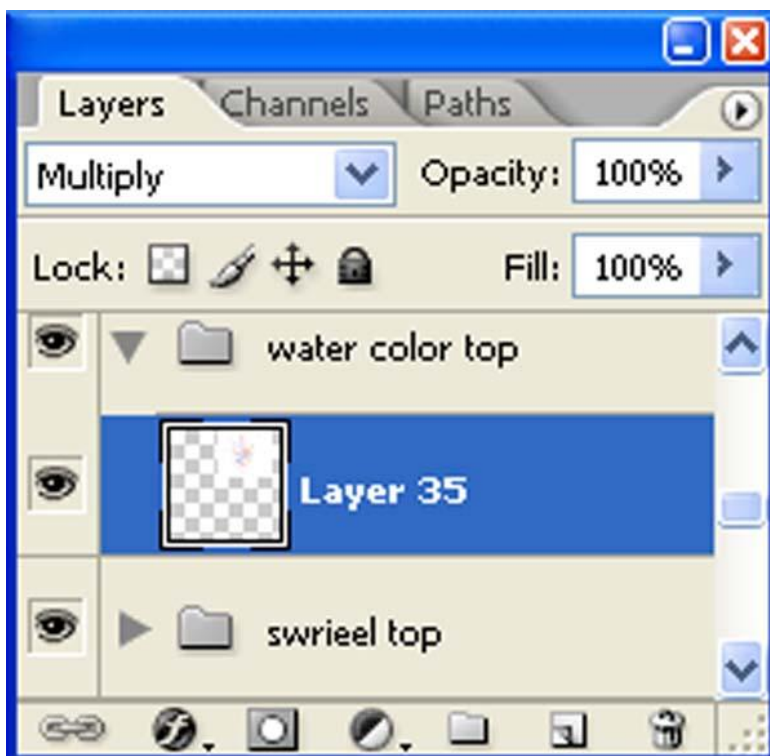 Layers Channels Paths
Multiply Opacity: 100%
Lock: Fill: 100%
water color top
Layer 35
swrieel top